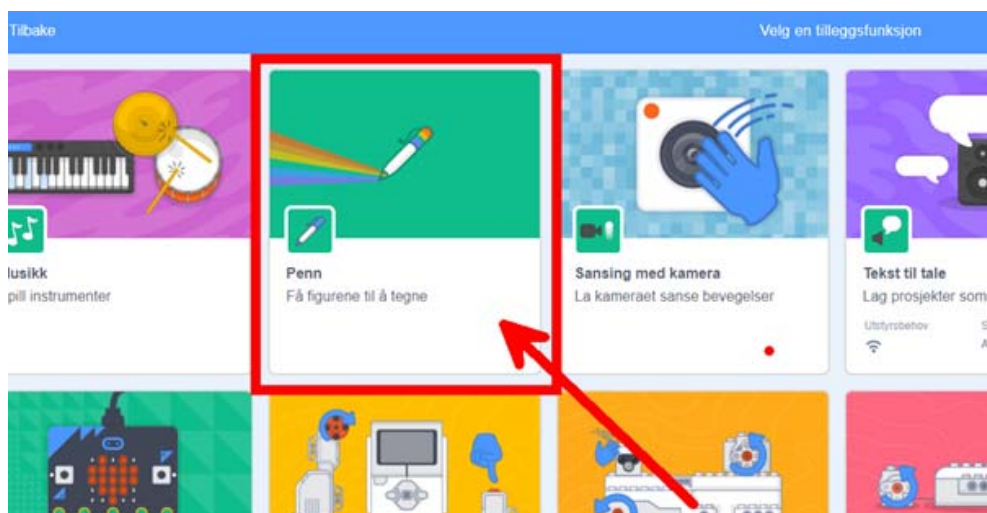 Tilbake
Velg en tilleggsfunksjon
lusikk
pill instrumenter
Penn
Få figurene til å tegne
Sansing med kamera
La kameraet sanse bevegelser
Tekst til tale
Lag prosjekter som
Utstyrsbehov
S
A